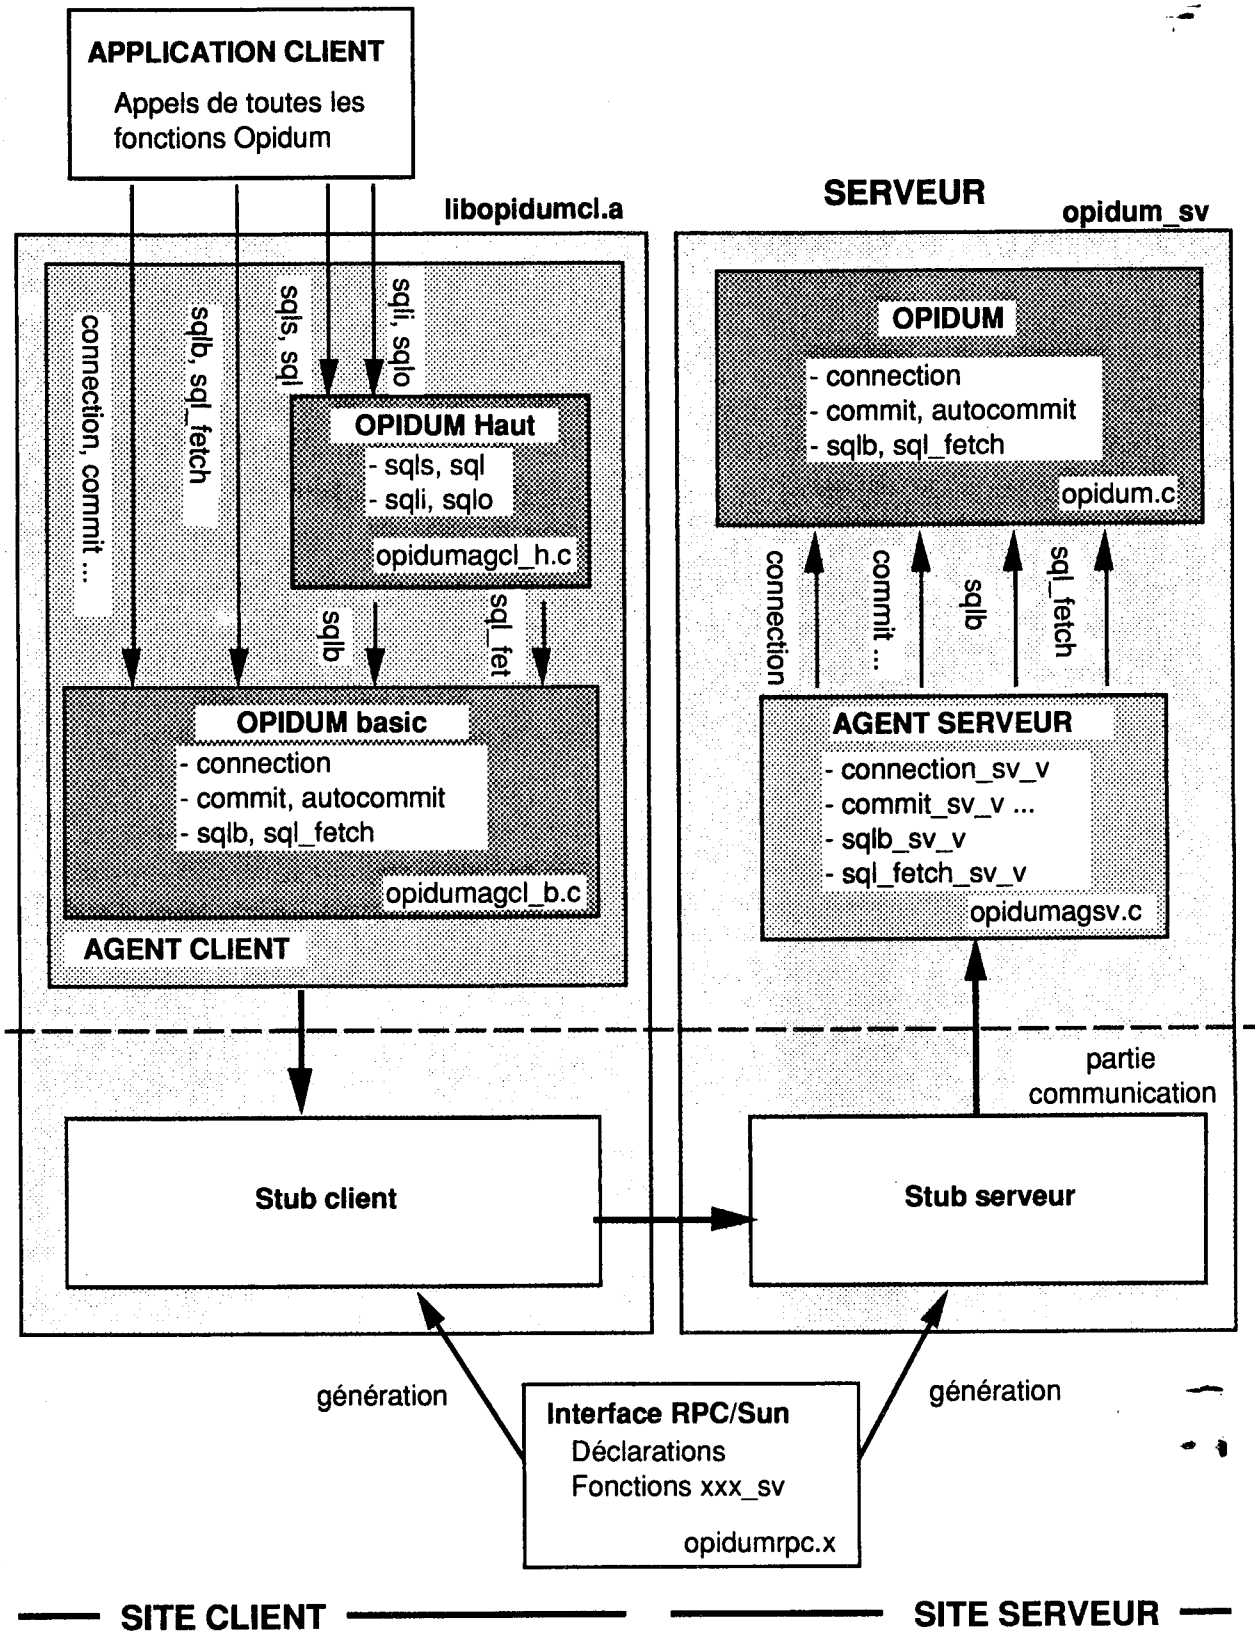 APPLICATION CLIENT
Appels de toutes les
fonctions Opidum
libopidumcl.a
connection, commit ...
sqlb, sql_fetch
sqls, sql
sqli, sqlo
OPIDUM Haut
- sqls, sql
- sqli, sqlo
opidumagcl_h.c
sqlb
sql_fet
OPIDUM basic
- connection
- commit, autocommit
- sqlb, sql_fetch
opidumagcl_b.c
AGENT CLIENT
Stub client
SERVEUR
opidum_sv
OPIDUM
- connection
- commit, autocommit
- sqlb, sql_fetch
opidum.c
connection
commit ...
sqlb
sql_fetch
AGENT SERVEUR
- connection_sv_v
- commit_sv_v ...
- sqlb_sv_v
- sql_fetch_sv_v
opidumagsv.c
partie
communication
Stub serveur
génération
génération
Interface RPC/Sun
Déclarations
Fonctions xxx_sv
opidumrpc.x
SITE CLIENT
SITE SERVEUR